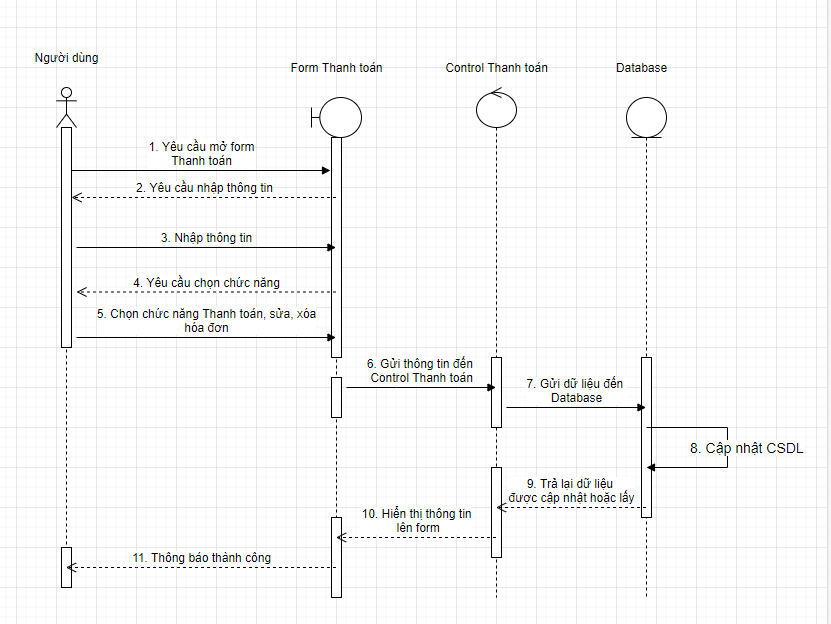 Người dùng
Form Thanh toán
Control Thanh toán
Database
1. Yêu cầu mở form
Thanh toán
2. Yêu cầu nhập thông tin
3. Nhập thông tin
4. Yêu cầu chọn chức năng
5. Chọn chức năng Thanh toán, sửa, xóa
hóa đơn
6. Gửi thông tin đến
Control Thanh toán
7. Gửi dữ liệu đến
Database
8. Cập nhật CSDL
9. Trả lại dữ liệu
được cập nhật hoặc lấy
10. Hiển thị thông tin
lên form
11. Thông báo thành công